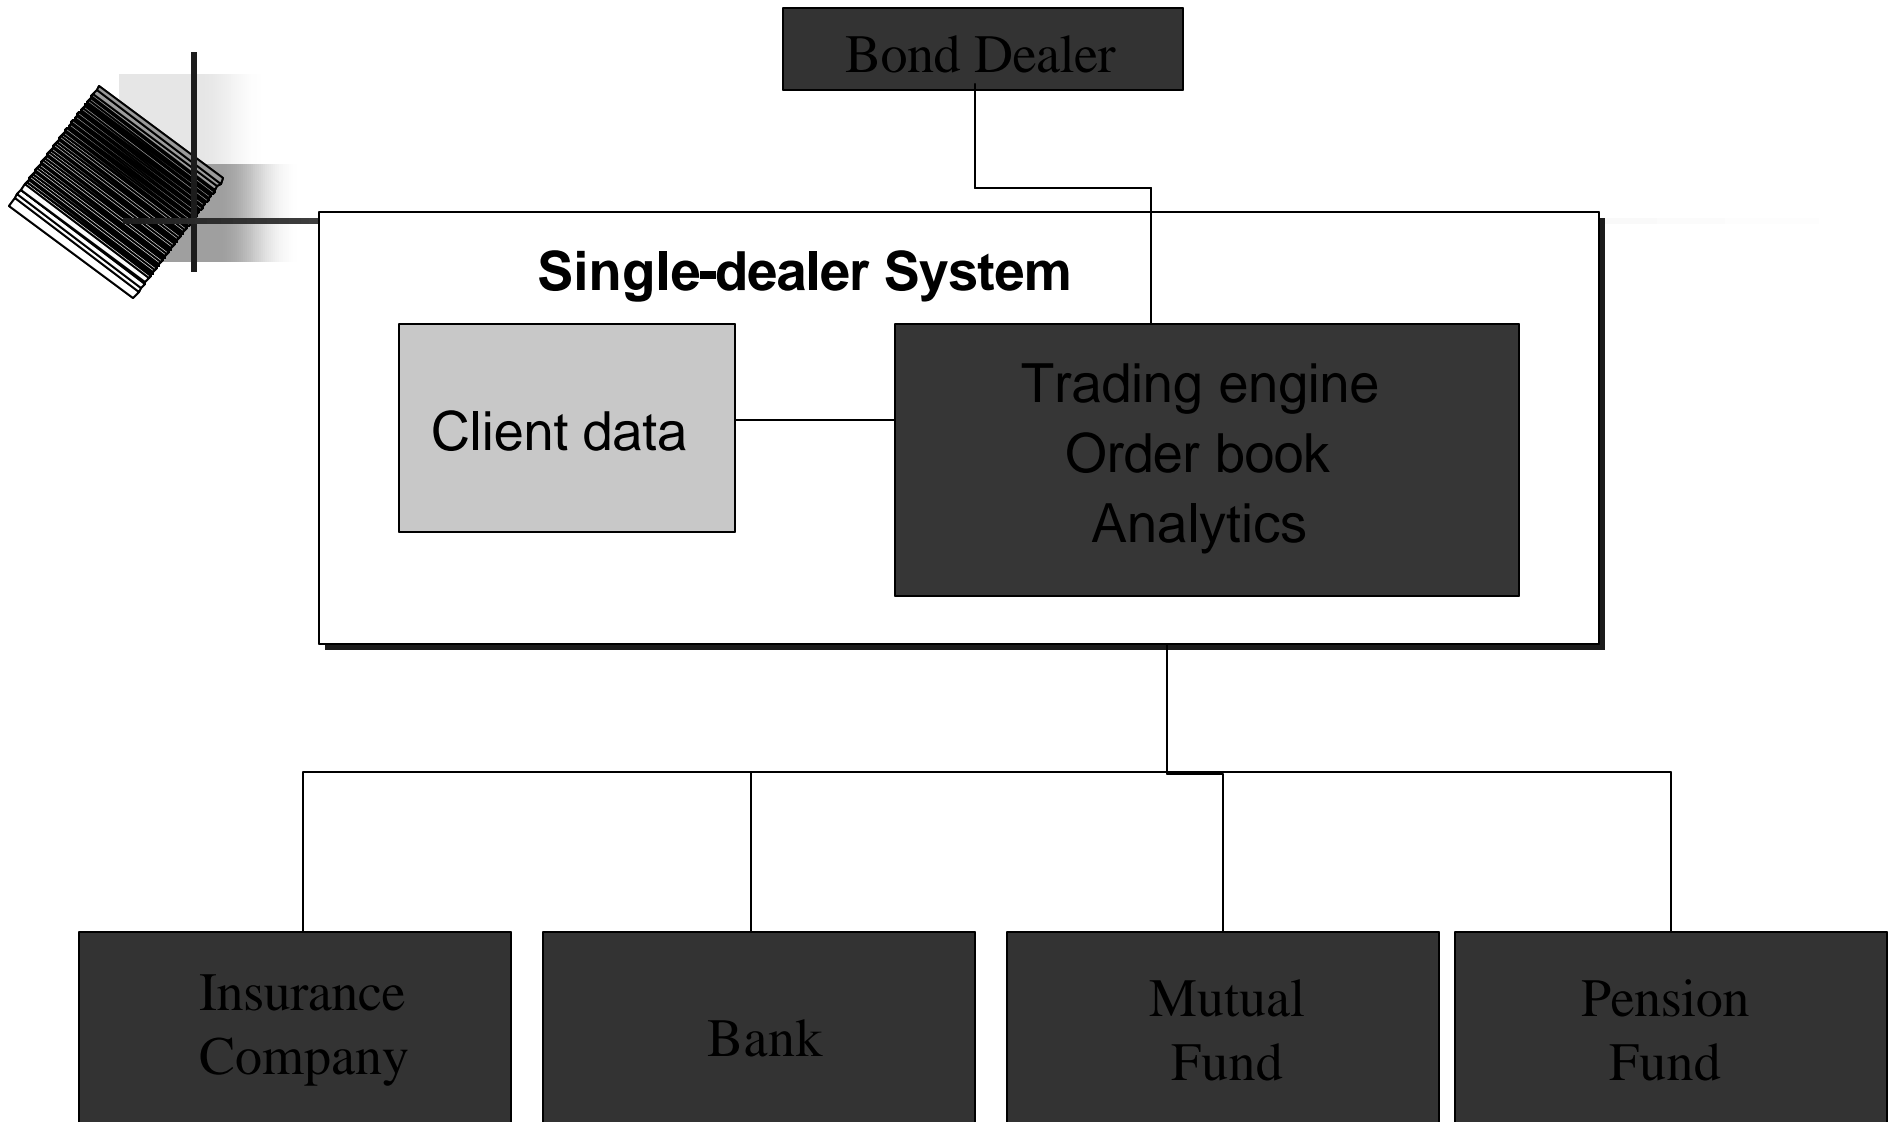 Bond Dealer
Single-dealer System
Client data
Trading engine
Order book
Analytics
Insurance
Company
Bank
Mutual
Fund
Pension
Fund